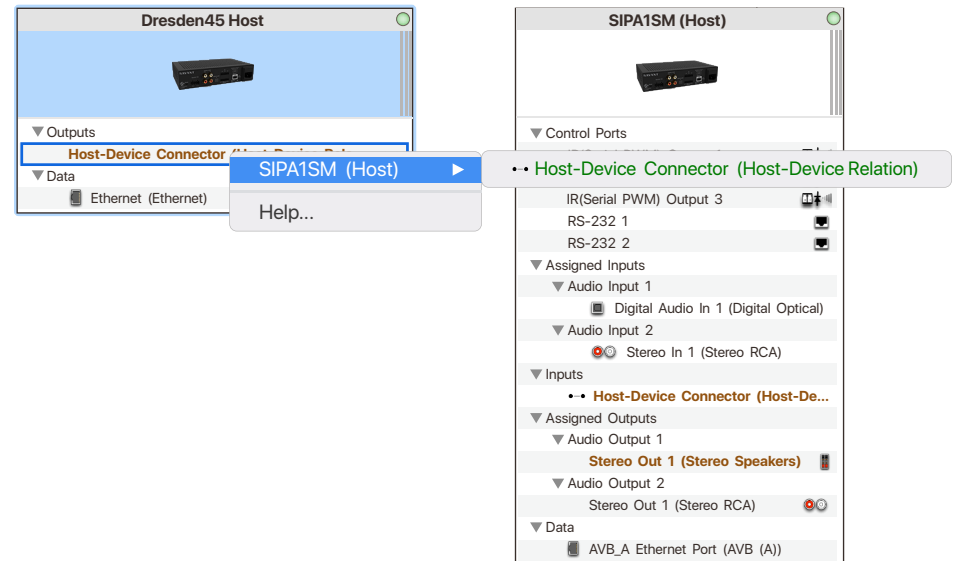 Dresden45 Host
Outputs
Host-Device Connector
Data
Ethernet (Ethernet)
SIPA1SM (Host)
Help...
Host-Device Connector (Host-Device Relation)
SIPA1SM (Host)
Control Ports
IR(Serial PWM) Output 3
RS-232 1
RS-232 2
Assigned Inputs
Audio Input 1
Digital Audio In 1 (Digital Optical)
Audio Input 2
Stereo In 1 (Stereo RCA)
Inputs
Host-Device Connector (Host-De...
Assigned Outputs
Audio Output 1
Stereo Out 1 (Stereo Speakers)
Audio Output 2
Stereo Out 1 (Stereo RCA)
Data
AVB_A Ethernet Port (AVB (A))